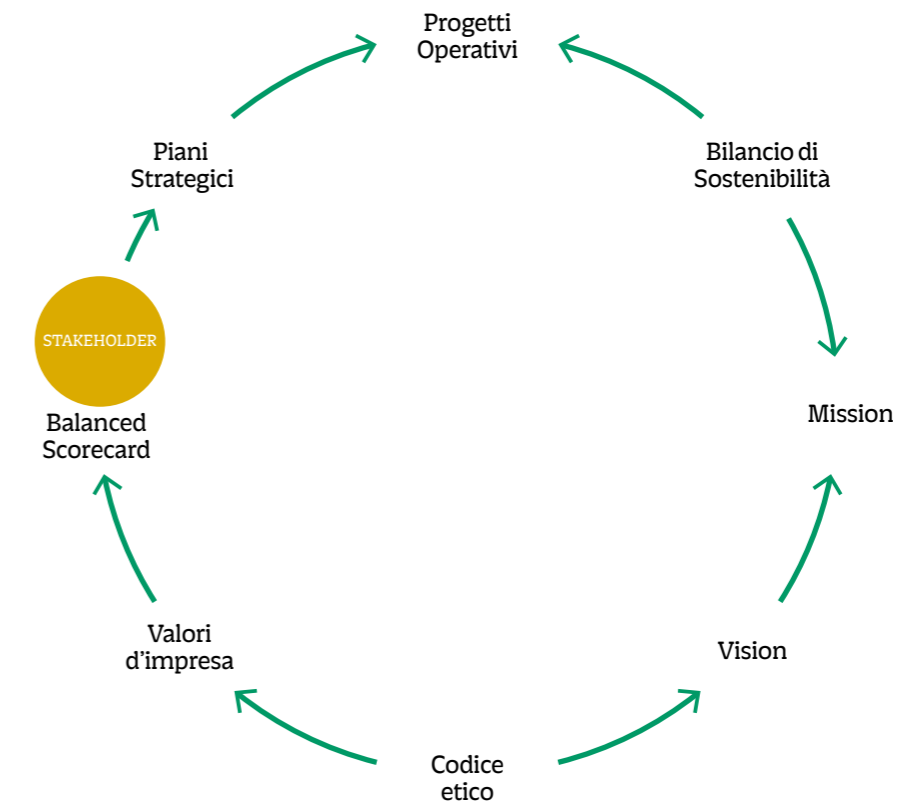 Progetti
Operativi
Piani
Strategici
Bilancio di
Sostenibilità
STAKEHOLDER
Balanced
Scorecard
Mission
Valori
d’impresa
Vision
Codice
etico